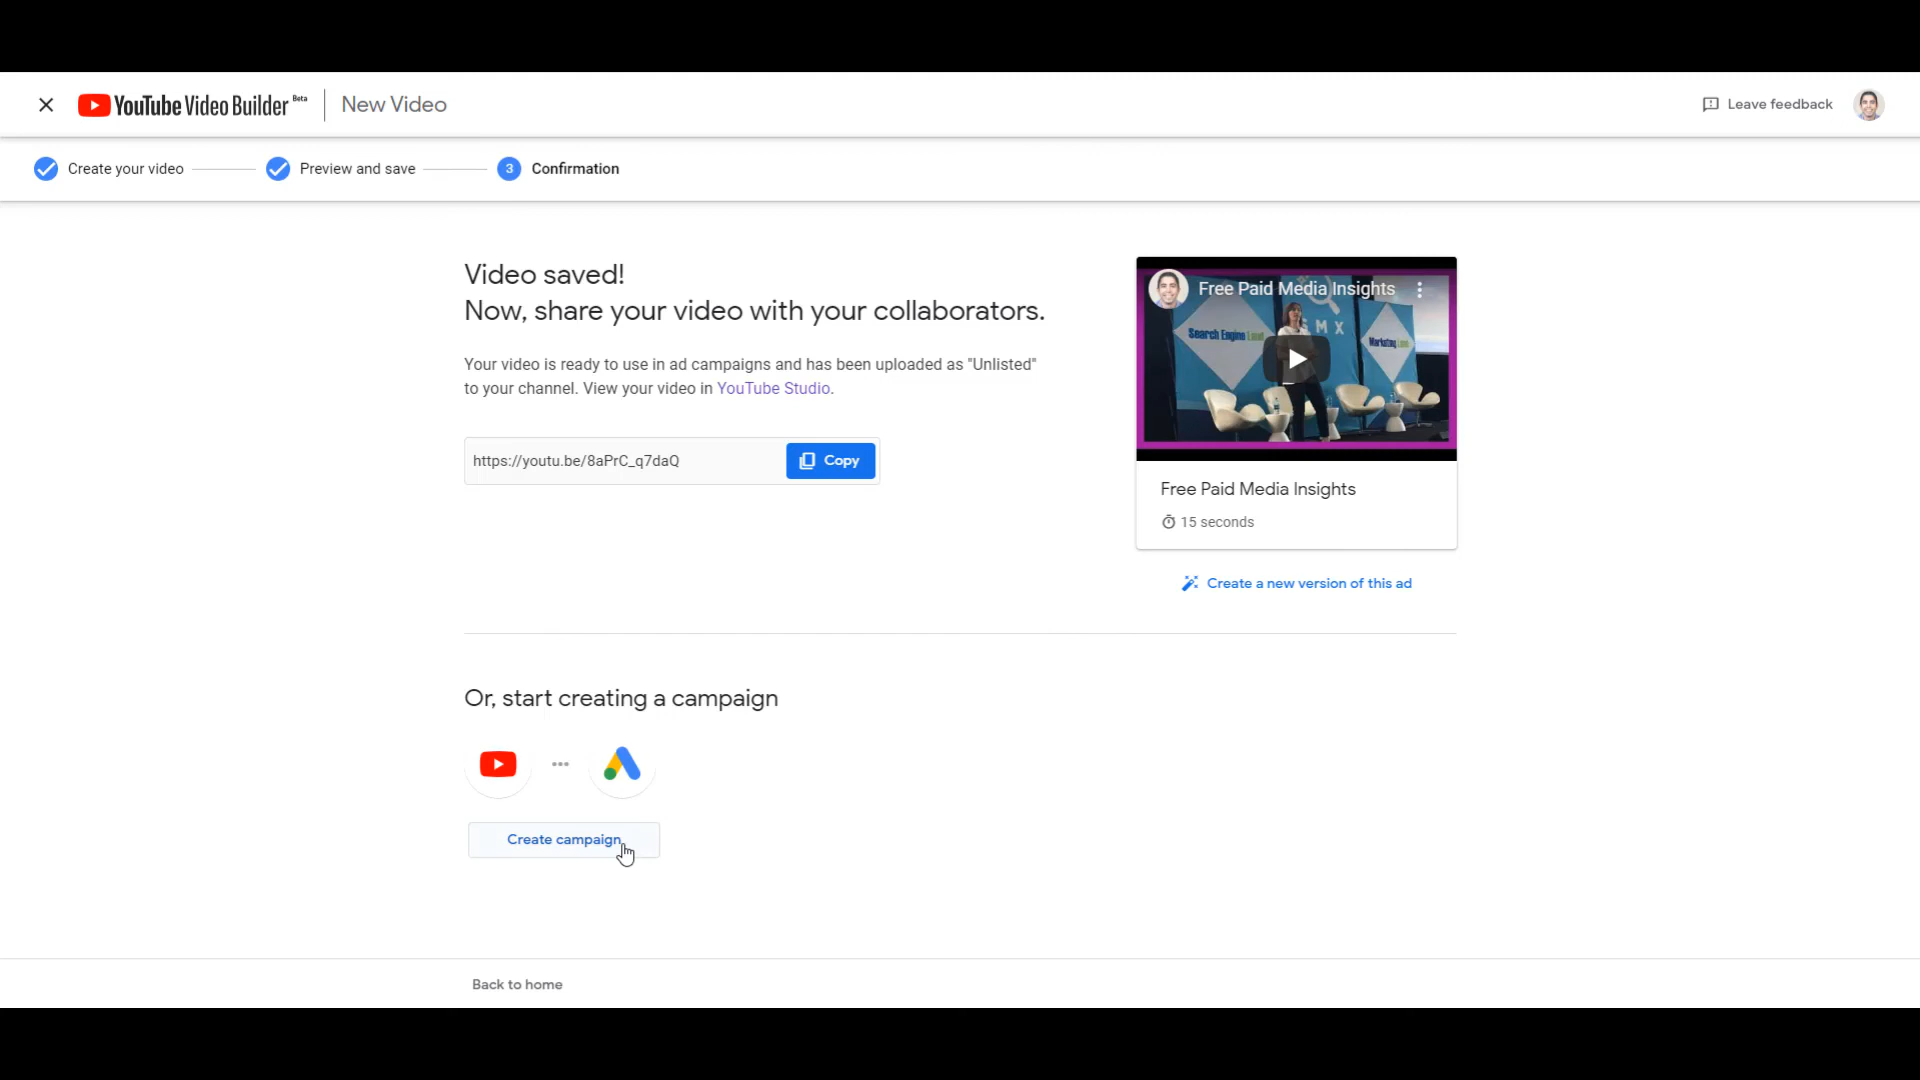 YouTube Video Builder Beta
New Video
Leave feedback
Create your video
Preview and save
3 Confirmation
Video saved!
Now, share your video with your collaborators.
Your video is ready to use in ad campaigns and has been uploaded as "Unlisted"
to your channel. View your video in YouTube Studio.
https://youtu.be/8aPrC_q7daQ
Copy
Free Paid Media Insights
Search Engine Land
SMX
Marketing Land
Free Paid Media Insights
15 seconds
Create a new version of this ad
Or, start creating a campaign
Create campaign
Back to home